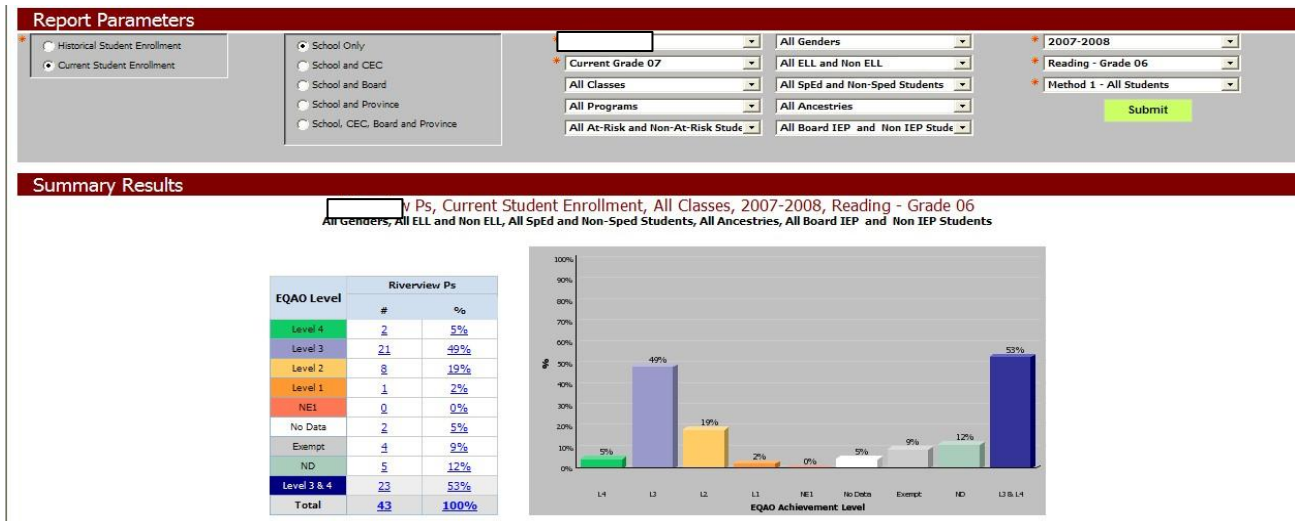 Report Parameters
Historical Student Enrollment
Current Student Enrollment
School Only
School and CEC
School and Board
School and Province
School, CEC, Board and Province
* Current Grade 07
All Classes
All Programs
All At-Risk and Non-At-Risk Stude
All Genders
All ELL and Non ELL
All SpEd and Non-Sped Students
All Ancestries
All Board IEP and Non IEP Stude
* 2007-2008
* Reading - Grade 06
* Method 1 - All Students
Submit
Summary Results
Ps, Current Student Enrollment, All Classes, 2007-2008, Reading - Grade 06
All Genders, All ELL and Non ELL, All SpEd and Non-Sped Students, All Ancestries, All Board IEP and Non IEP Students
EQAO Level Riverview Ps
# %
Level 4 2 5%
Level 3 21 49%
Level 2 8 19%
Level 1 1 2%
NE1 0 0%
No Data 2 5%
Exempt 4 9%
ND 5 12%
Level 3 & 4 23 53%
Total 43 100%
%
100%
90%
80%
70%
60%
50%
40%
30%
20%
10%
0%
5% 49% 19% 2% 0% 5% 9% 12% 53%
L4 L3 L2 L1 NE1 No Data Exempt ND L3 & L4
EQAO Achievement Level